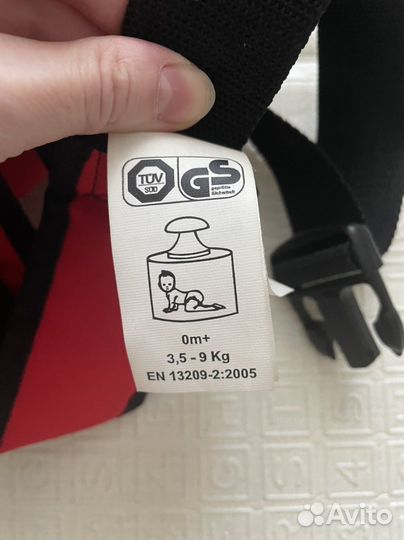 TÜV
SÜD
GS
geprüfte
Sicherheit
0m+
3,5 - 9 Kg
EN 13209-2:2005
Avito